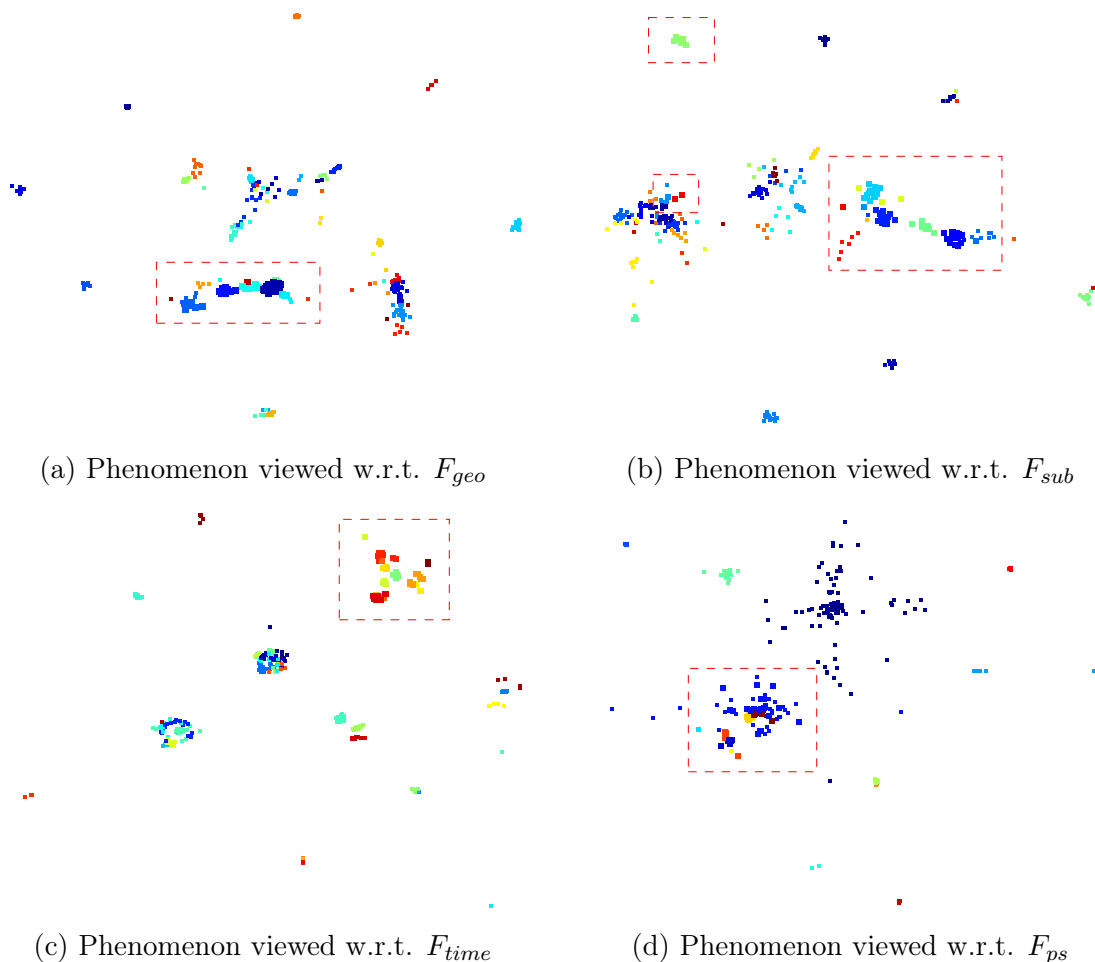 (a) Phenomenon viewed w.r.t. F_geo
(b) Phenomenon viewed w.r.t. F_sub
(c) Phenomenon viewed w.r.t. F_time
(d) Phenomenon viewed w.r.t. F_ps